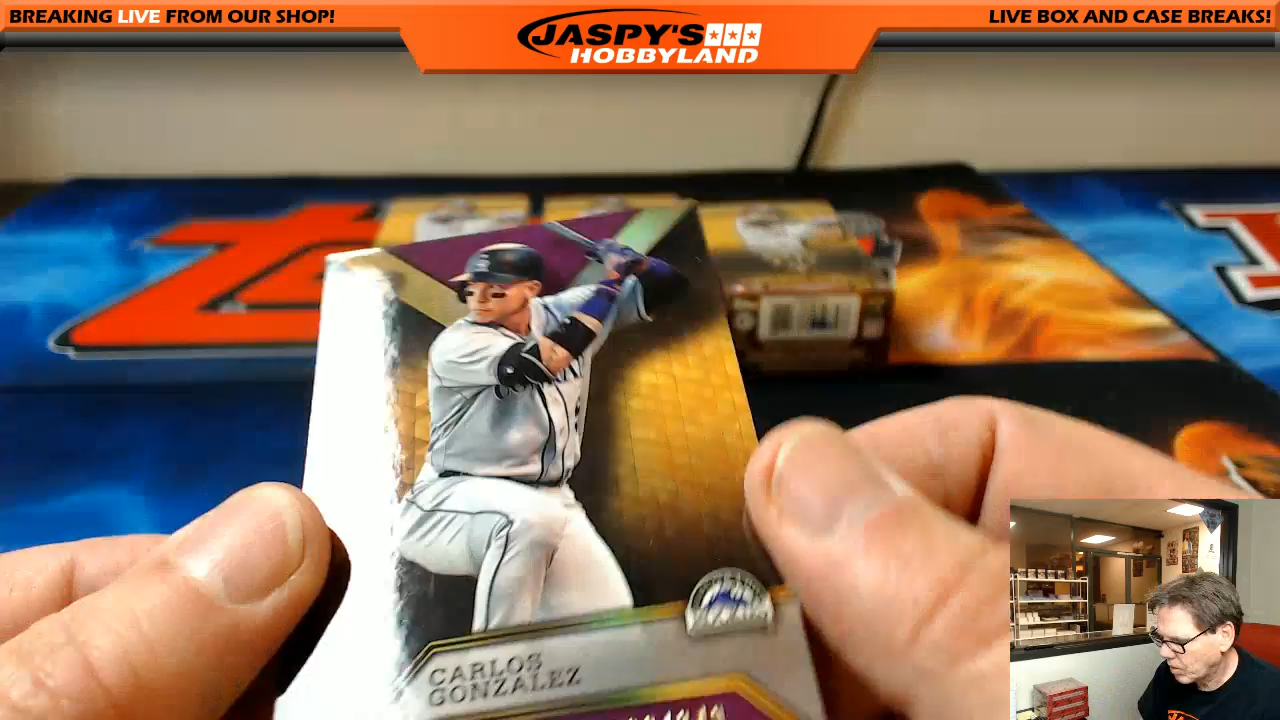 BREAKING LIVE FROM OUR SHOP!
JASPY'S
HOBBYLAND
LIVE BOX AND CASE BREAKS!
CARLOS
GONZALEZ